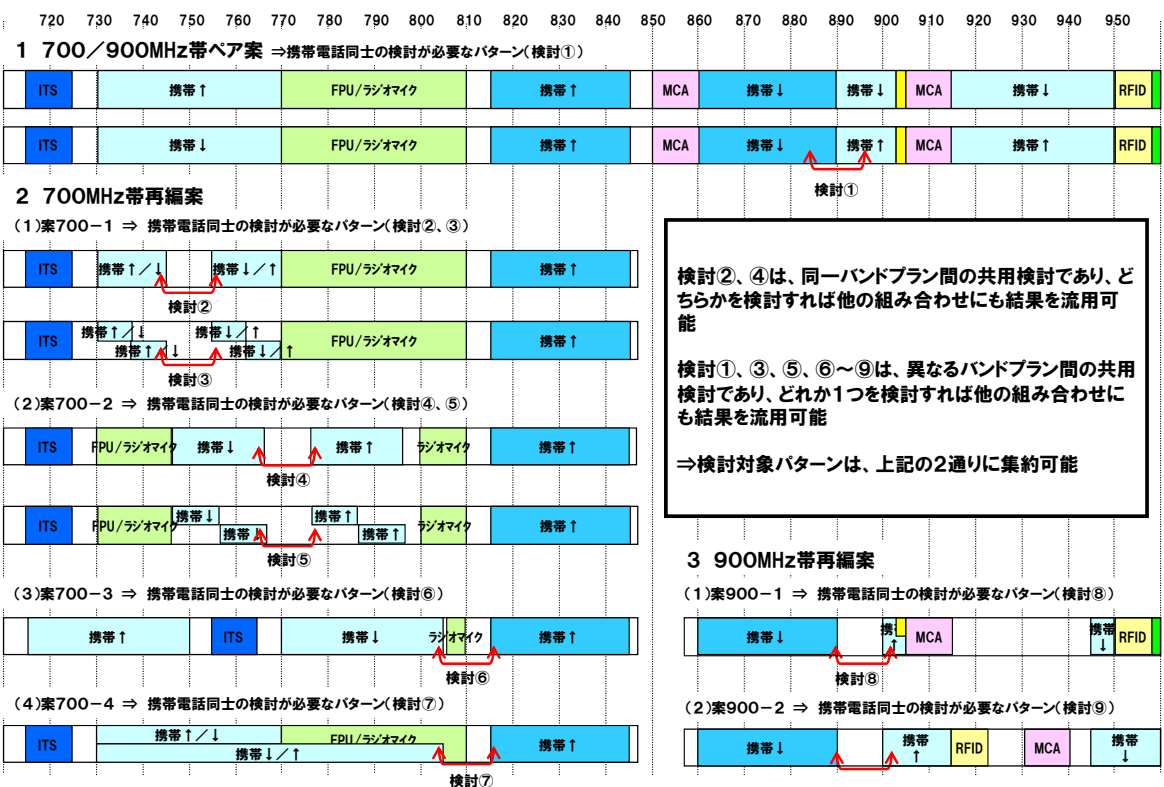 720 730 740 750 760 770 780 790 800 810 820 830 840 850 860 870 880 890 900 910 920 930 940 950
1 700/900MHz帯ペア案 ⇒携帯電話同士の検討が必要なパターン(検討①)
ITS 携帯↑ FPU/ラジオマイク 携帯↑ MCA 携帯↓ 携帯↓ MCA 携帯↓ RFID
ITS 携帯↓ FPU/ラジオマイク 携帯↑ MCA 携帯↓ 携帯↑ MCA 携帯↑ RFID
検討①
2 700MHz帯再編案
(1)案700-1 ⇒ 携帯電話同士の検討が必要なパターン(検討②、③)
ITS 携帯↑/↓ 携帯↓/↑ FPU/ラジオマイク 携帯↑
検討②
ITS 携帯↑/↓ 携帯↓/↑ FPU/ラジオマイク 携帯↑
携帯↑/↓ 携帯↓/↑
検討③
(2)案700-2 ⇒ 携帯電話同士の検討が必要なパターン(検討④、⑤)
ITS FPU/ラジオマイク 携帯↓ 携帯↑ ラジオマイク 携帯↑
検討④
ITS FPU/ラジオマイク 携帯↓ 携帯↑ ラジオマイク 携帯↑
携帯↓ 携帯↑
検討⑤
(3)案700-3 ⇒ 携帯電話同士の検討が必要なパターン(検討⑥)
携帯↑ ITS 携帯↓ ラジオマイク 携帯↑
検討⑥
(4)案700-4 ⇒ 携帯電話同士の検討が必要なパターン(検討⑦)
ITS 携帯↑/↓ FPU/ラジオマイク 携帯↑
携帯↓/↑
検討⑦
検討②、④は、同一バンドプラン間の共用検討であり、ど
ちらかを検討すれば他の組み合わせにも結果を流用可
能
検討①、③、⑤、⑥~⑨は、異なるバンドプラン間の共用
検討であり、どれか1つを検討すれば他の組み合わせに
も結果を流用可能
⇒検討対象パターンは、上記の2通りに集約可能
3 900MHz帯再編案
(1)案900-1 ⇒ 携帯電話同士の検討が必要なパターン(検討⑧)
携帯↓ 携帯↑ MCA 携帯↓ RFID
検討⑧
(2)案900-2 ⇒ 携帯電話同士の検討が必要なパターン(検討⑨)
携帯↓ 携帯↑ RFID MCA 携帯↓